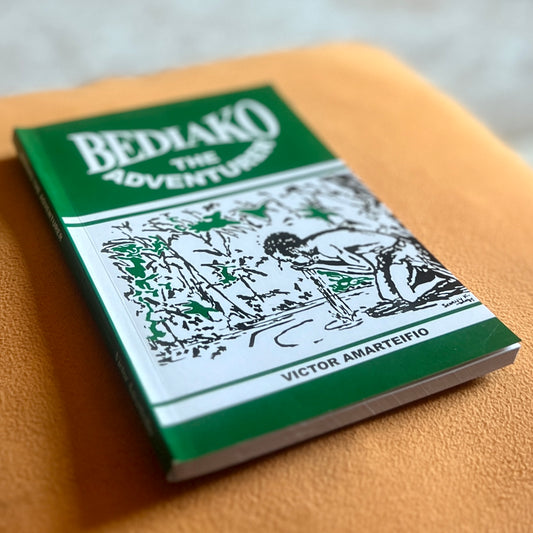 BEDIAKO
THE
ADVENTURER
VICTOR AMARTEIFIO